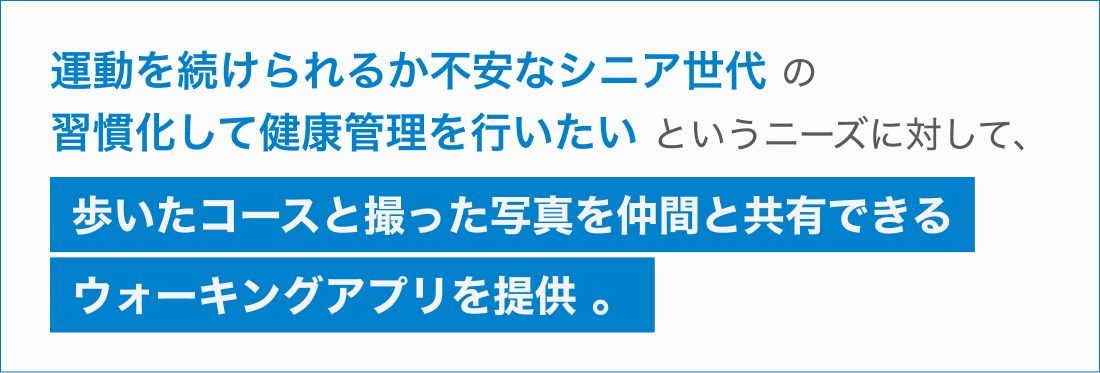 運動を続けられるか不安なシニア世代 の
習慣化して健康管理を行いたい というニーズに対して、
歩いたコースと撮った写真を仲間と共有できる
ウォーキングアプリを提供 。